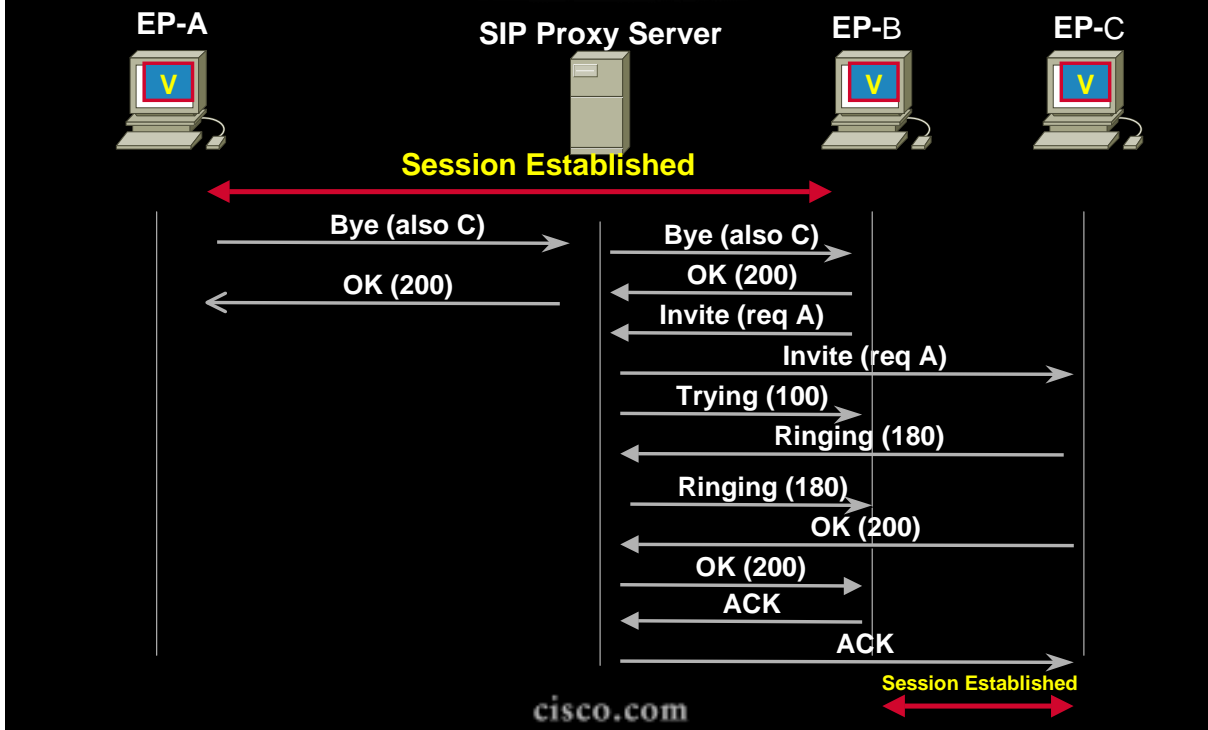 EP-A
SIP Proxy Server
EP-B
EP-C
V
V
V
Session Established
Bye (also C)
Bye (also C)
OK (200)
OK (200)
Invite (req A)
Invite (req A)
Trying (100)
Ringing (180)
Ringing (180)
OK (200)
OK (200)
ACK
ACK
Session Established
cisco.com